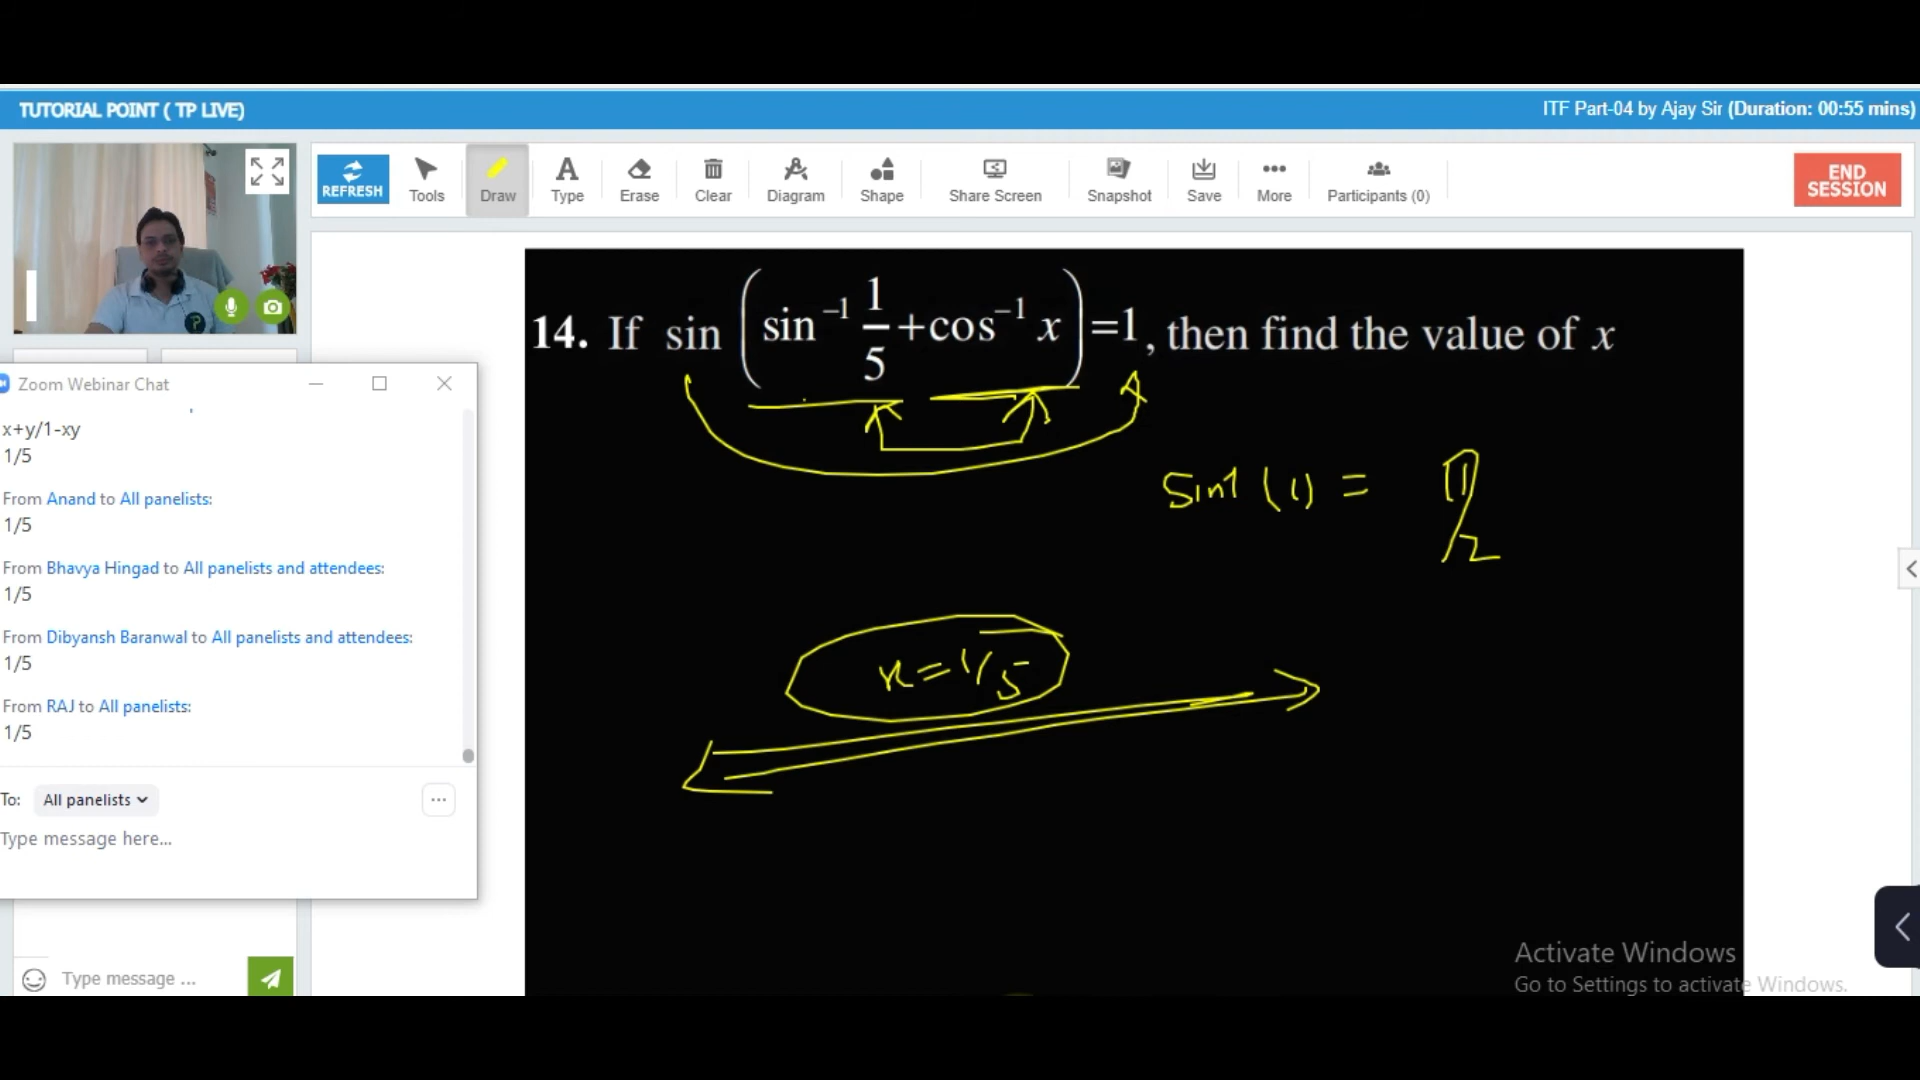 TUTORIAL POINT ( TP LIVE)
ITF Part-04 by Ajay Sir (Duration: 00:55 mins)
REFRESH
Tools
Draw
Type
Erase
Clear
Diagram
Shape
Share Screen
Snapshot
Save
More
Participants (0)
END SESSION
14. If sin (sin⁻¹ 1/5 + cos⁻¹ x) =1, then find the value of x
Sin⁻¹ (1) = π/2
x = 1/5
Zoom Webinar Chat
x+y/1-xy
1/5
From Anand to All panelists:
1/5
From Bhavya Hingad to All panelists and attendees:
1/5
From Dibyansh Baranwal to All panelists and attendees:
1/5
From RAJ to All panelists:
1/5
To: All panelists
Type message here...
Type message ...
Activate Windows
Go to Settings to activate Windows.